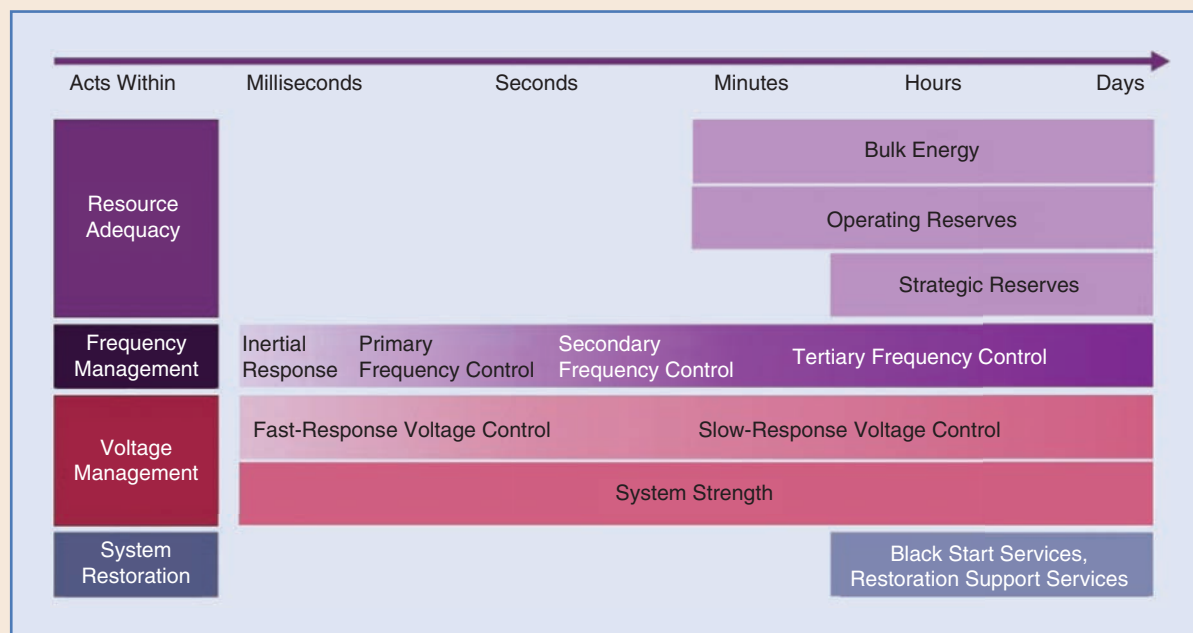 Acts Within Milliseconds Seconds Minutes Hours Days
Resource
Adequacy
Bulk Energy
Operating Reserves
Strategic Reserves
Frequency
Management
Inertial
Response
Primary
Frequency Control
Secondary
Frequency Control
Tertiary Frequency Control
Voltage
Management
Fast-Response Voltage Control
Slow-Response Voltage Control
System Strength
System
Restoration
Black Start Services,
Restoration Support Services